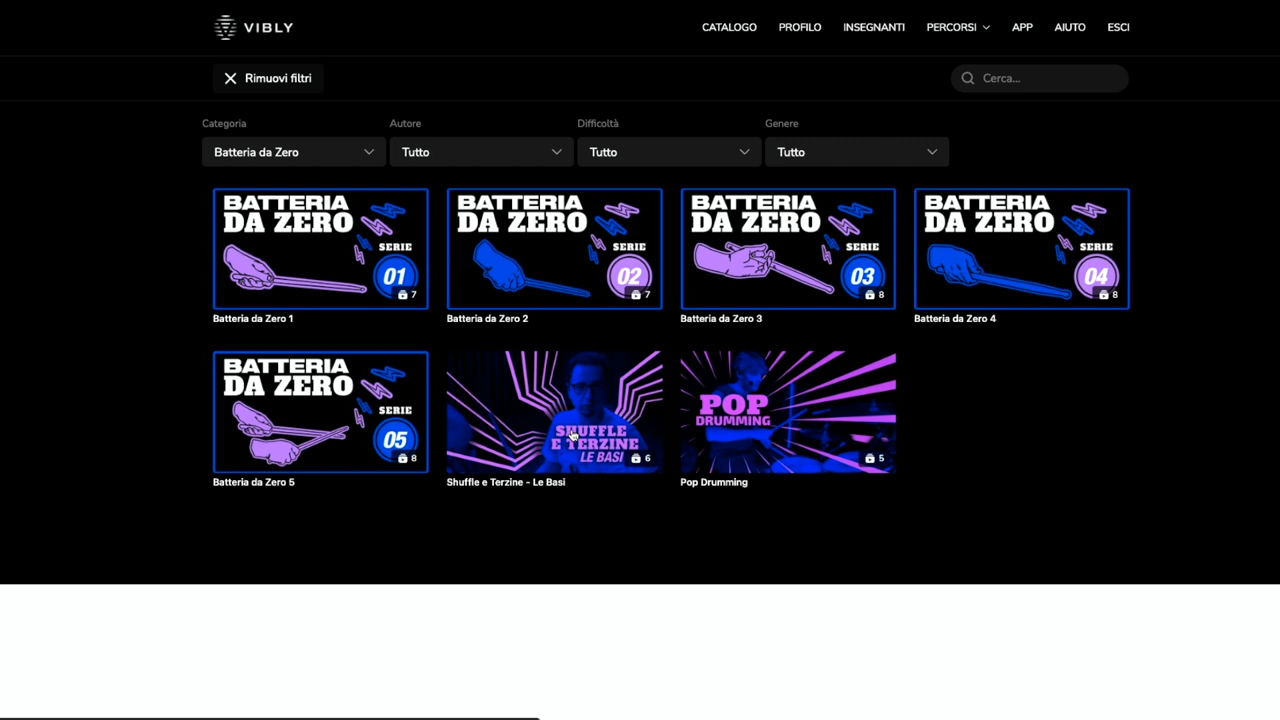 VIBLY
CATALOGO PROFILO INSEGNANTI PERCORSI APP AIUTO ESCI
Rimuovi filtri
Cerca...
Categoria Autore Difficoltà Genere
Batteria da Zero Tutto Tutto Tutto
BATTERIA
DA ZERO
SERIE
01
7
BATTERIA
DA ZERO
SERIE
02
7
BATTERIA
DA ZERO
SERIE
03
8
BATTERIA
DA ZERO
SERIE
04
8
Batteria da Zero 1
Batteria da Zero 2
Batteria da Zero 3
Batteria da Zero 4
BATTERIA
DA ZERO
SERIE
05
8
SHUFFLE
E TERZINE
LE BASI
6
POP
DRUMMING
5
Batteria da Zero 5
Shuffle e Terzine - Le Basi
Pop Drumming